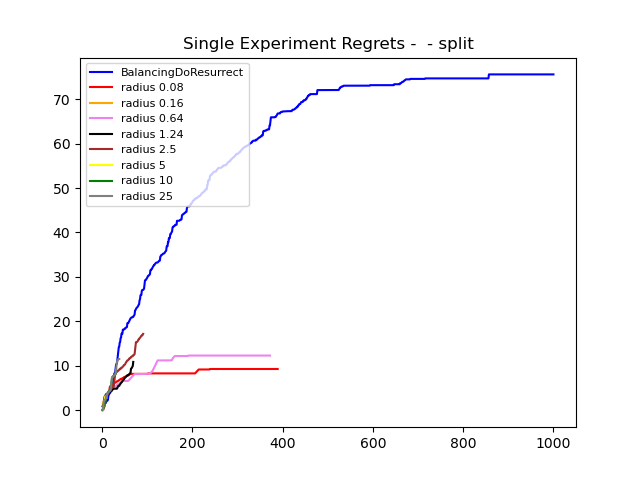 Single Experiment Regrets -  - split
BalancingDoResurrect
radius 0.08
radius 0.16
radius 0.64
radius 1.24
radius 2.5
radius 5
radius 10
radius 25
70
60
50
40
30
20
10
0
0 200 400 600 800 1000